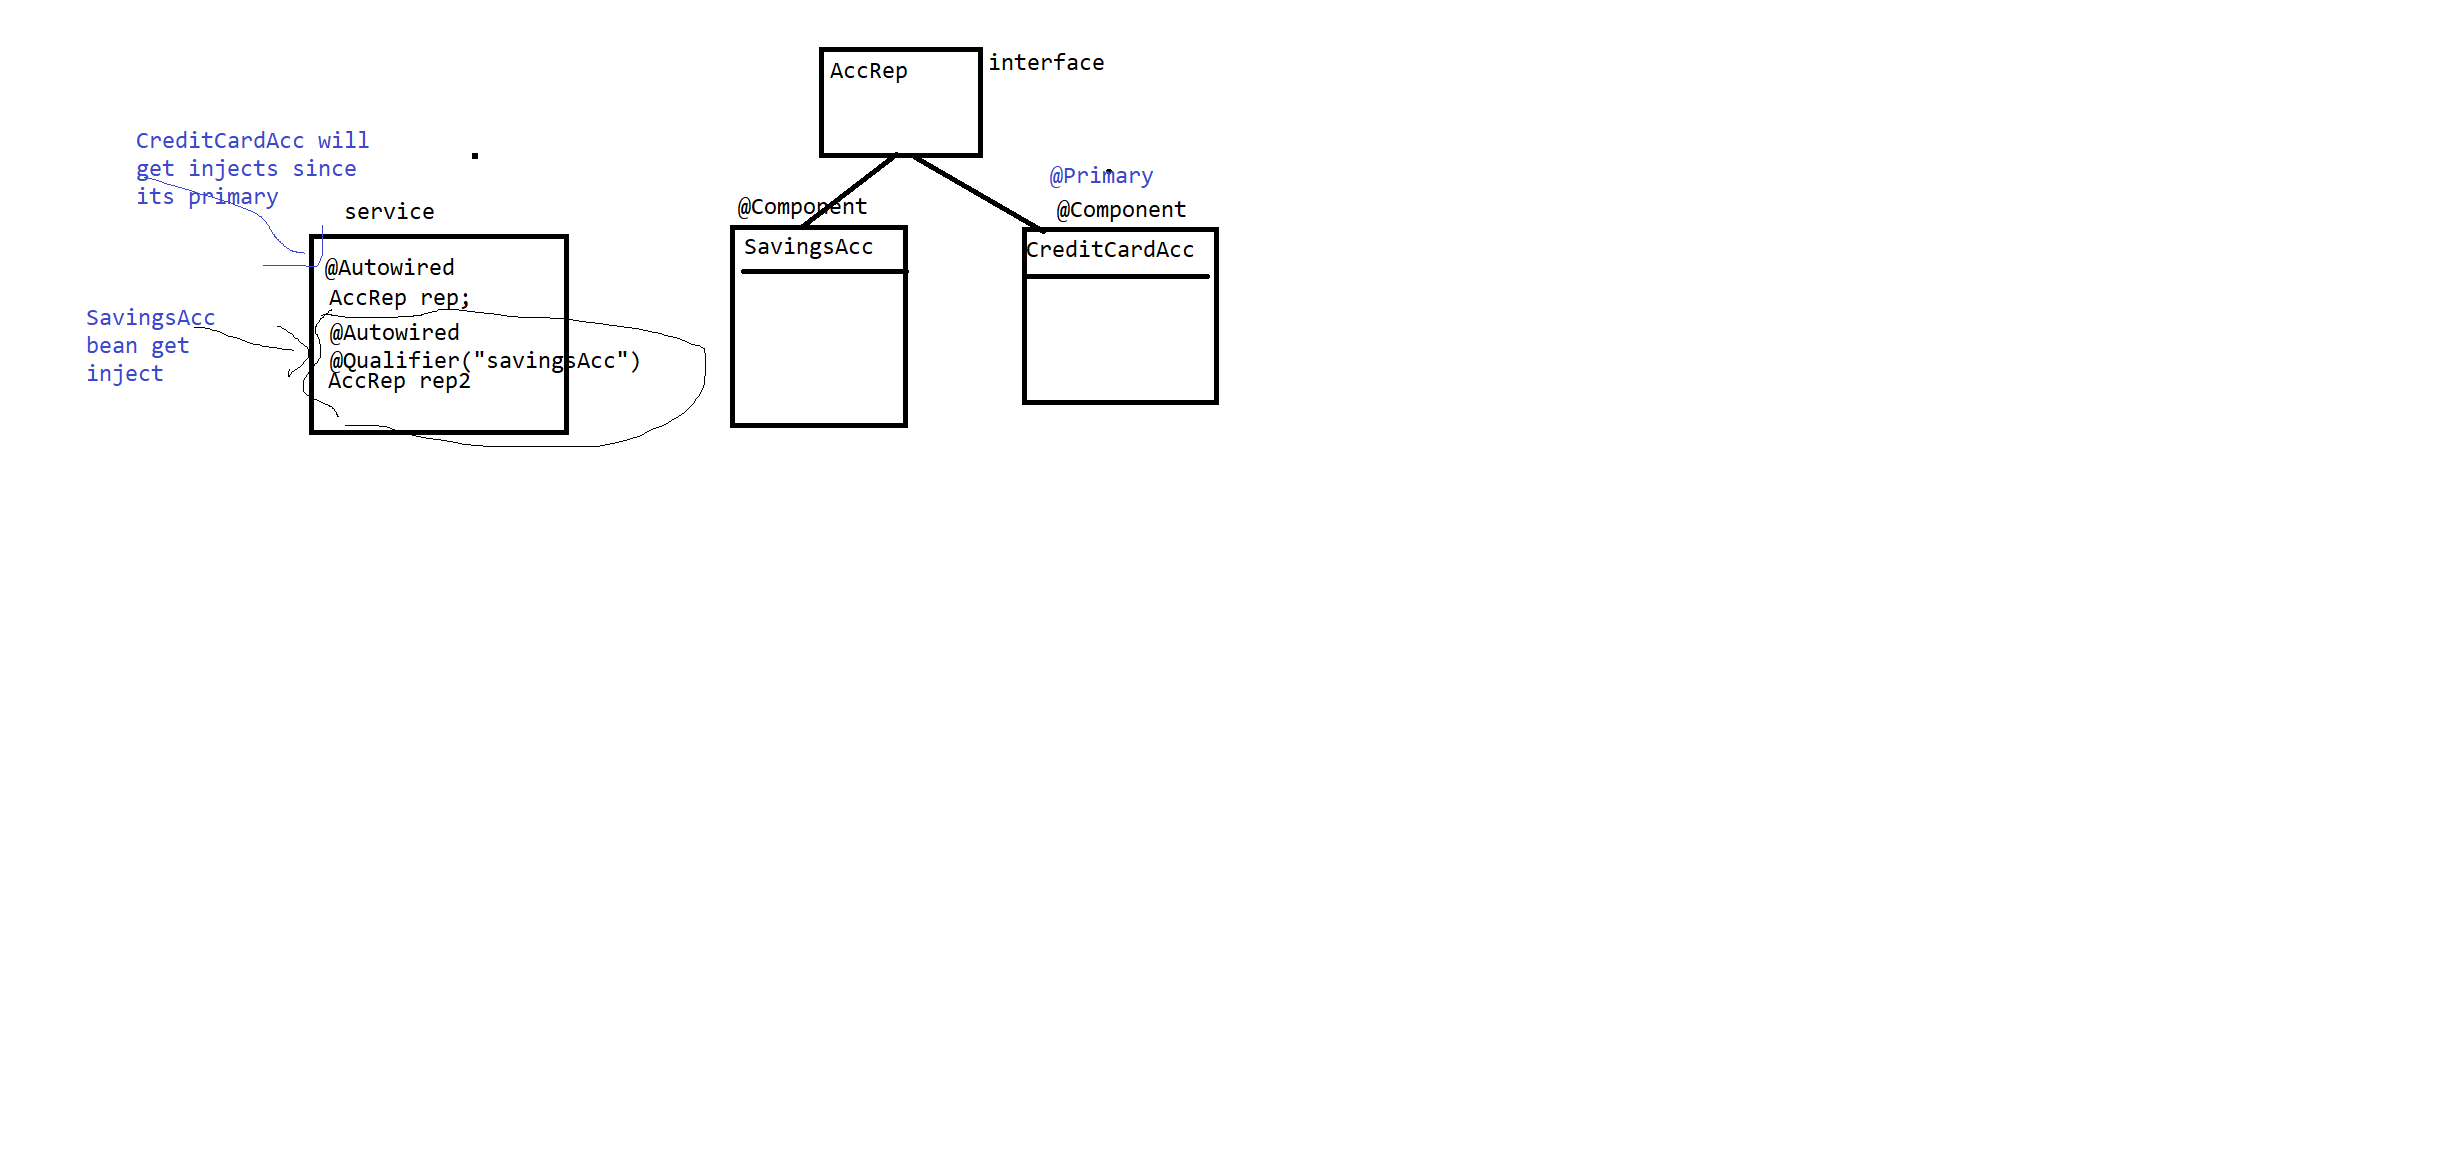 AccRep
interface
CreditCardAcc will
get injects since
its primary
service
@Autowired
AccRep rep;
@Autowired
@Qualifier("savingsAcc")
AccRep rep2
SavingsAcc
bean get
inject
@Component
SavingsAcc
@Primary
@Component
CreditCardAcc